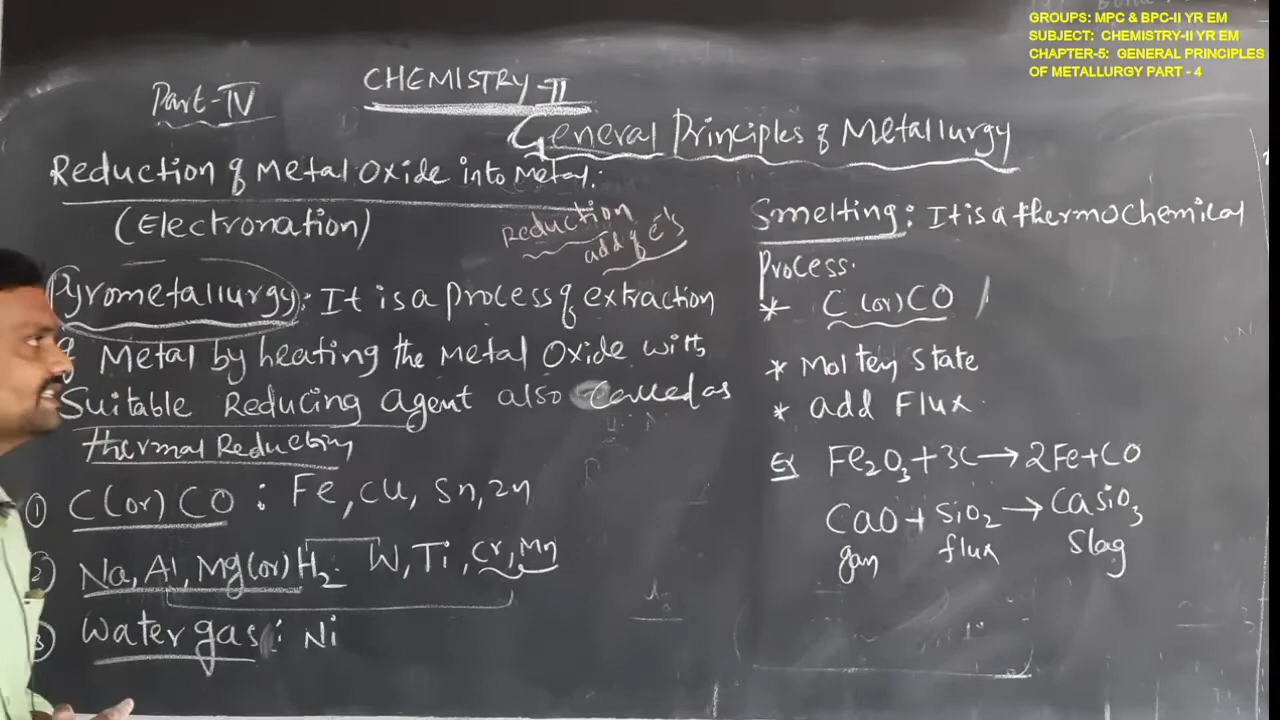 GROUPS: MPC & BPC-II YR EM
SUBJECT: CHEMISTRY-II YR EM
CHAPTER-5: GENERAL PRINCIPLES
OF METALLURGY PART - 4
Part-IV
CHEMISTRY-II
General Principles of Metallurgy
Reduction of Metal Oxide into Metal:
(Electronation)
Reduction
add of e's
Pyrometallurgy: It is a process of extraction
of Metal by heating the Metal Oxide with
Suitable Reducing agent also called as
thermal Reduction
① C(or) CO : Fe, Cu, Sn, Zn
② Na, Al, Mg(or) H₂. W, Ti, Cr, Mn
③ Water gas : Ni
Smelting: It is a thermochemical
Process.
* C (or) CO
* Molten state
* add Flux.
Ex Fe₂O₃ + 3C → 2Fe + CO
CaO + SiO₂ → CaSiO₃
gan flux Slag